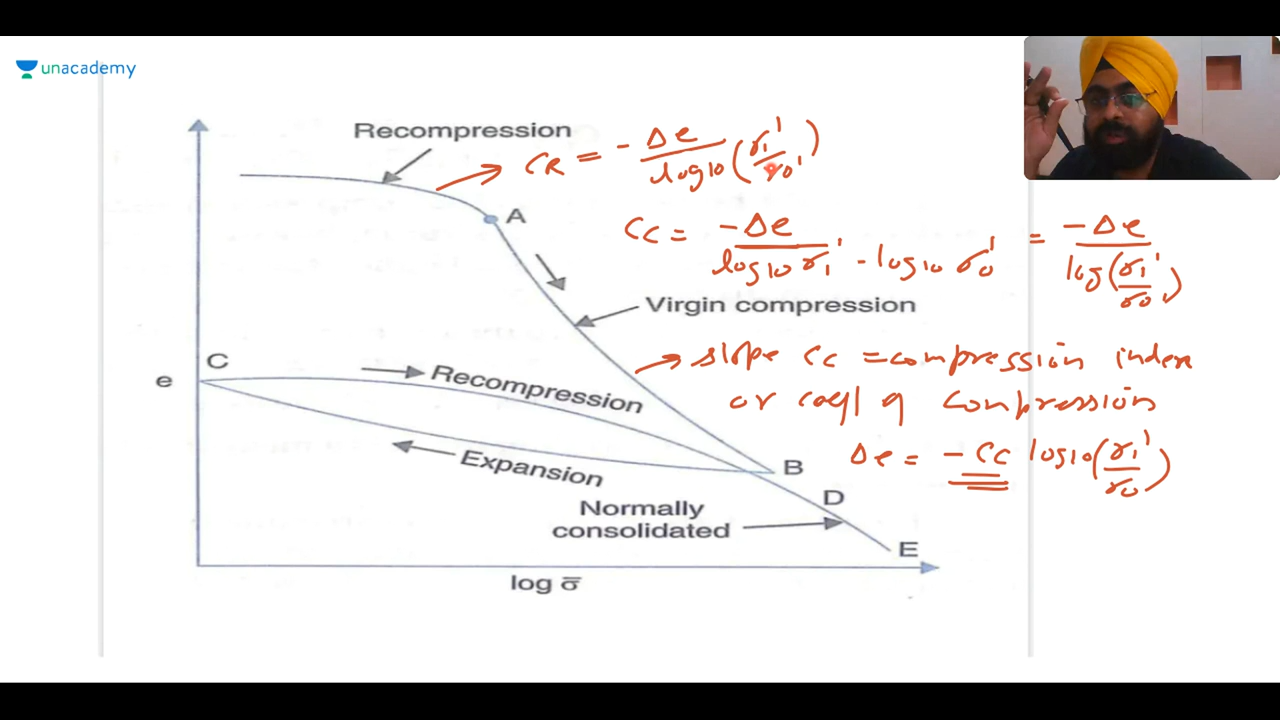 unacademy
Recompression
CR = - Δe / log10 (σ1' / σ0')
A
CC = -Δe / log10 σ1' - log10 σ0' = -Δe / log(σ1' / σ0')
Virgin compression
C
→ slope Cc = compression index
e
Recompression
or coeff of compression
Δe = - Cc log10 (σ1' / σ0')
B
Expansion
D
Normally
consolidated
E
log σ̅